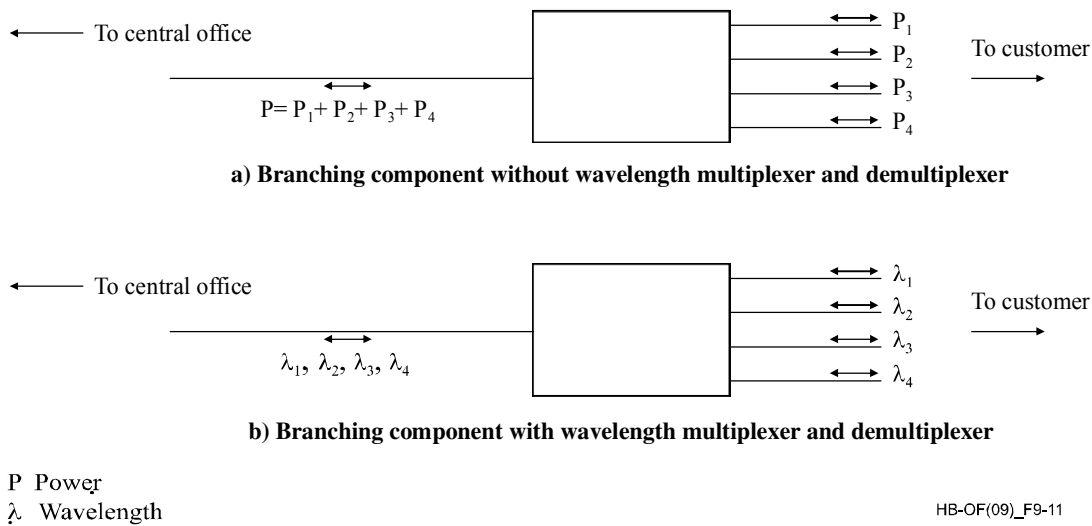 To central office
P= P₁+ P₂+ P₃+ P₄
P₁
P₂
P₃
P₄
To customer
a) Branching component without wavelength multiplexer and demultiplexer
To central office
λ₁, λ₂, λ₃, λ₄
λ₁
λ₂
λ₃
λ₄
To customer
b) Branching component with wavelength multiplexer and demultiplexer
P Power
λ Wavelength
HB-OF(09)_F9-11